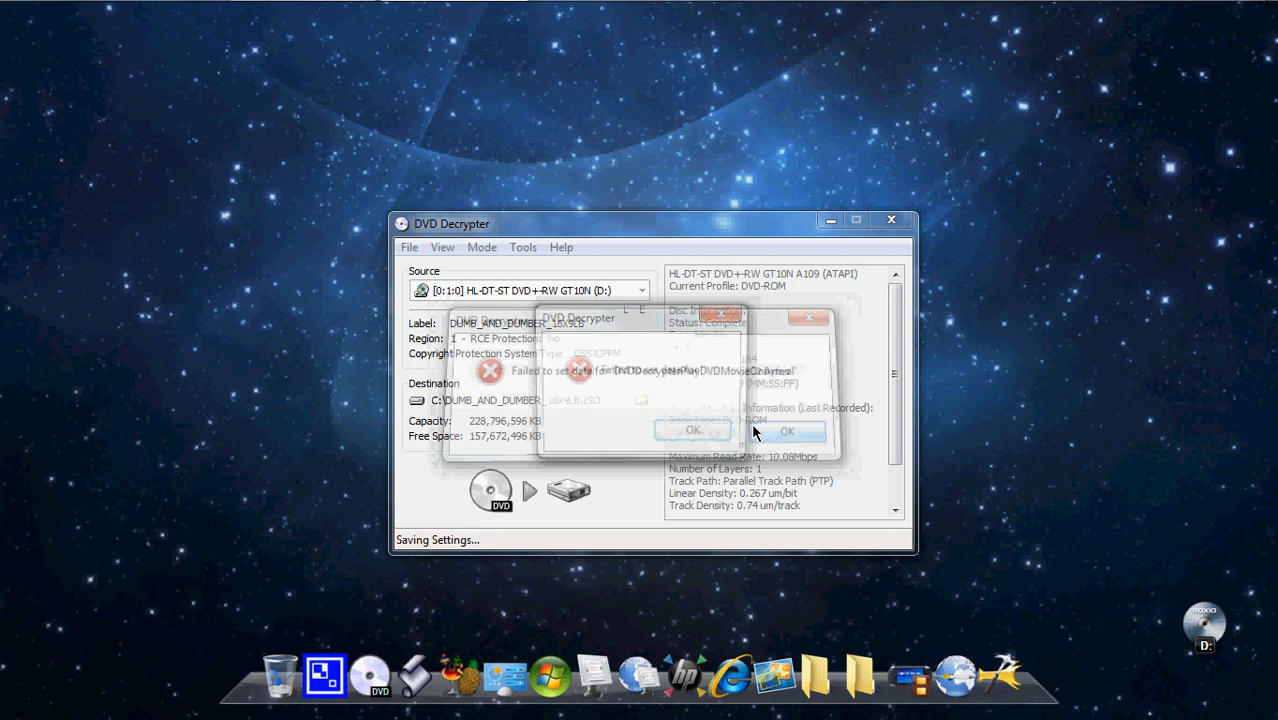 DVD Decrypter
File View Mode Tools Help
Source
[0:1:0] HL-DT-ST DVD+-RW GT10N (D:)
Label: DUMB_AND_DUMBER_16X9LB
Region: 1 - RCE Protection: No
Copyright Protection System Type CSS/CPPM
Destination
C:\DUMB_AND_DUMBER_16X9LB.ISO
Capacity: 228,796,596 KB
Free Space: 157,672,496 KB
DVD
Saving Settings...
HL-DT-ST DVD+-RW GT10N A109 (ATAPI)
Current Profile: DVD-ROM
Disc Information:
Status: Complete
(MM:SS:FF)
Information (Last Recorded):
Maximum Read Rate: 10.08Mbps
Number of Layers: 1
Track Path: Parallel Track Path (PTP)
Linear Density: 0.267 um/bit
Track Density: 0.74 um/track
DVD Decrypter
Failed to set data for
OK
OK
D:
DVD
hp